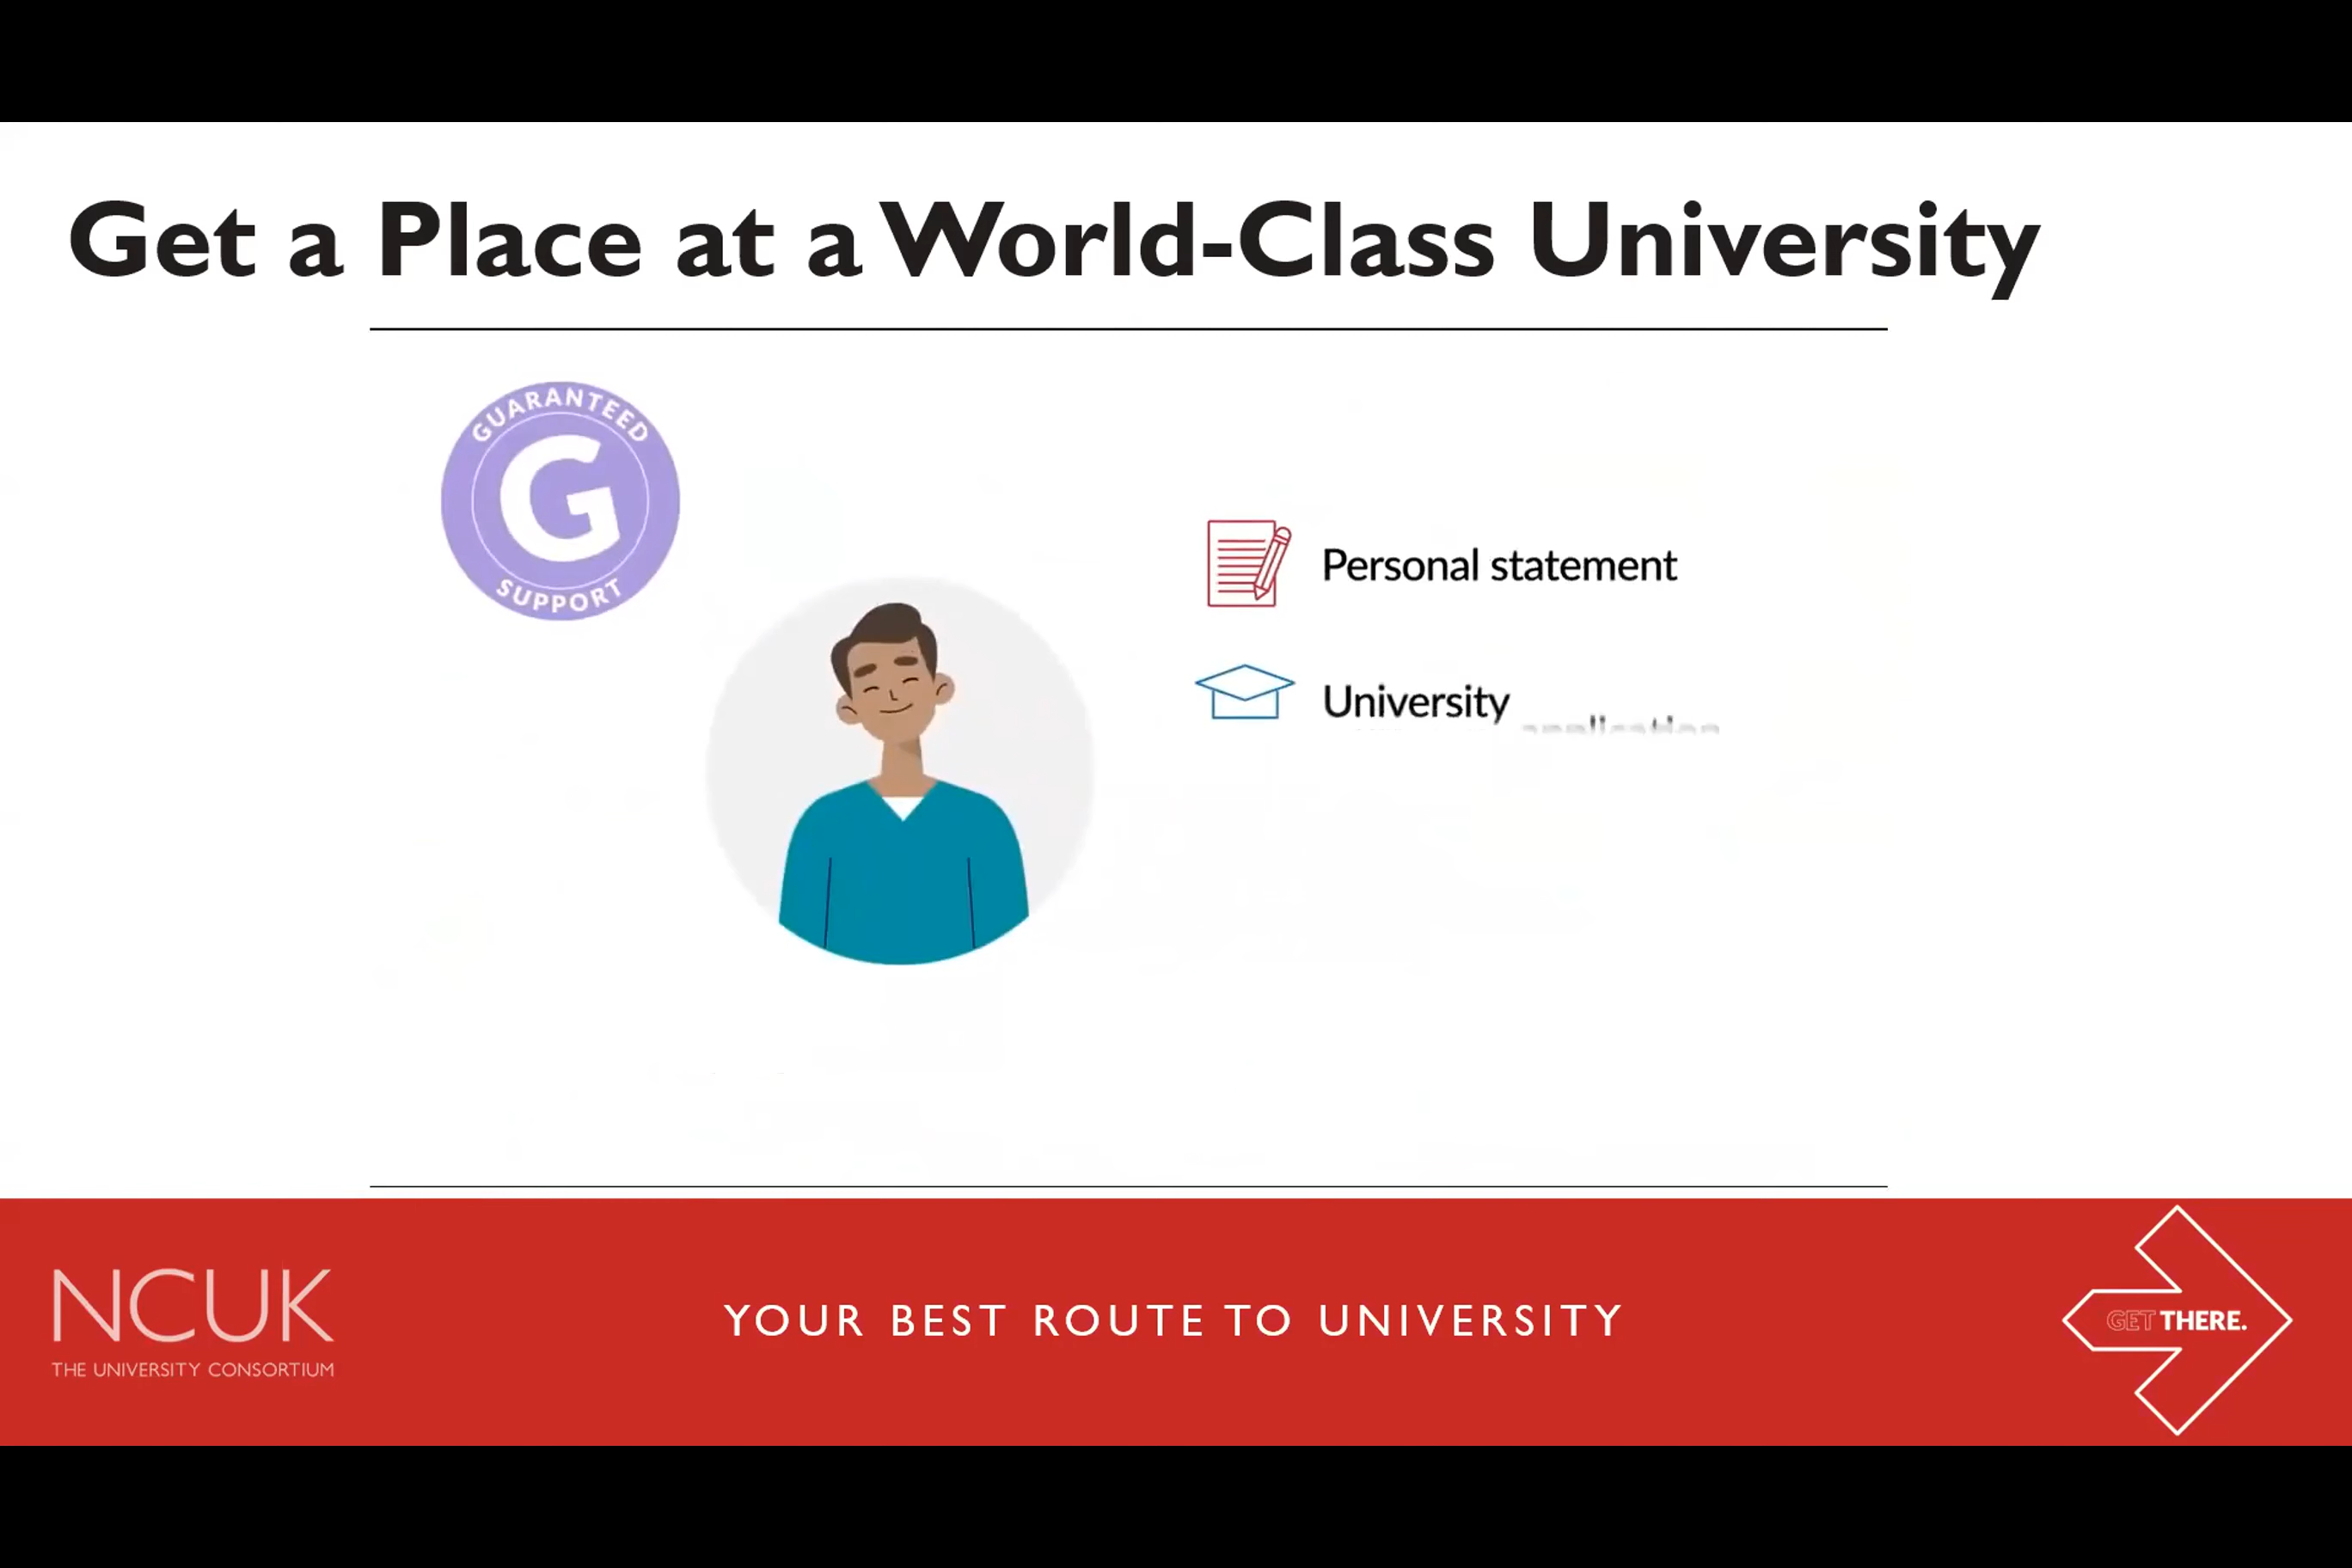 Get a Place at a World-Class University
GUARANTEED
G
SUPPORT
Personal statement
University application
NCUK
THE UNIVERSITY CONSORTIUM
YOUR BEST ROUTE TO UNIVERSITY
GET THERE.